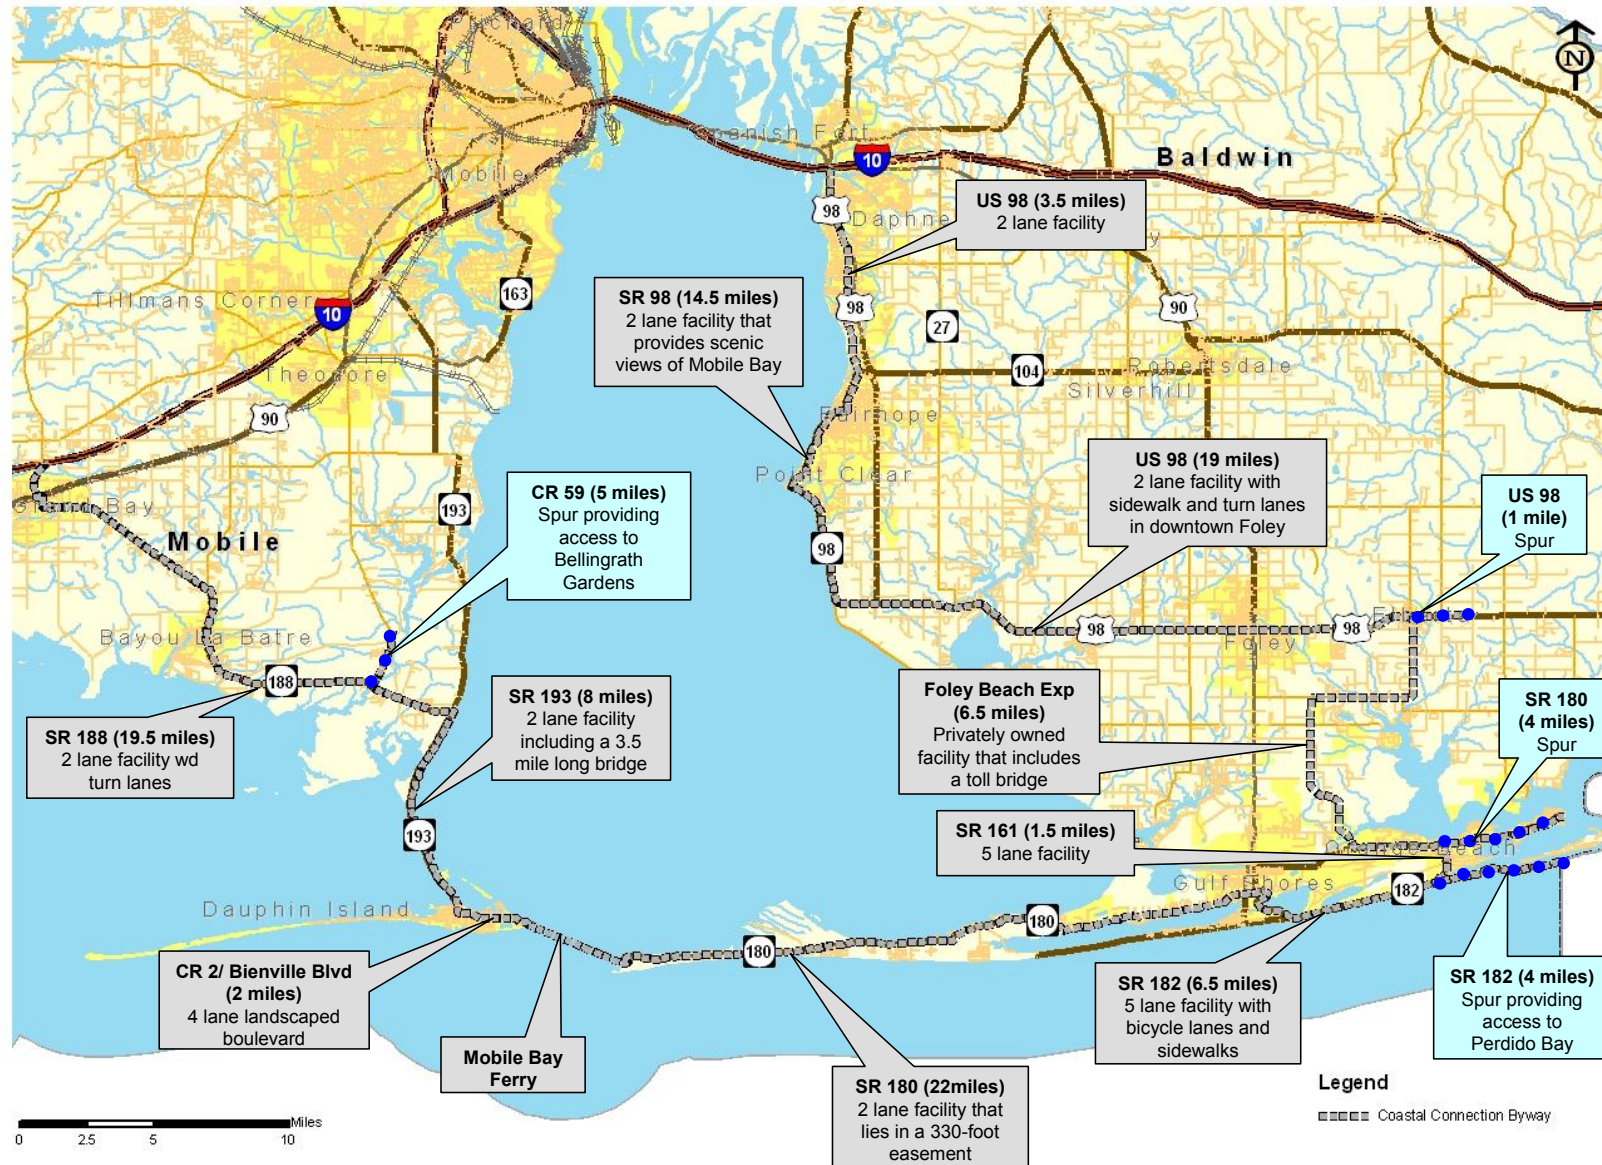 Prichard
N
Spanish Fort
10
Baldwin
Mobile
98
Daphne
US 98 (3.5 miles)
2 lane facility
SR 98 (14.5 miles)
2 lane facility that
provides scenic
views of Mobile Bay
Tillmans Corner
10
163
98
27
90
104
Robertsdale
Silverhill
Theodore
90
Fairhope
Point Clear
US 98 (19 miles)
2 lane facility with
sidewalk and turn lanes
in downtown Foley
US 98
(1 mile)
Spur
CR 59 (5 miles)
Spur providing
access to
Bellingrath
Gardens
Grand Bay
193
Mobile
98
Bayou La Batre
98
98
Elberta
Foley
188
SR 188 (19.5 miles)
2 lane facility wd
turn lanes
SR 193 (8 miles)
2 lane facility
including a 3.5
mile long bridge
Foley Beach Exp
(6.5 miles)
Privately owned
facility that includes
a toll bridge
SR 180
(4 miles)
Spur
193
SR 161 (1.5 miles)
5 lane facility
Orange Beach
Gulf Shores
182
Dauphin Island
180
180
CR 2/ Bienville Blvd
(2 miles)
4 lane landscaped
boulevard
Mobile Bay
Ferry
SR 180 (22miles)
2 lane facility that
lies in a 330-foot
easement
SR 182 (6.5 miles)
5 lane facility with
bicycle lanes and
sidewalks
SR 182 (4 miles)
Spur providing
access to
Perdido Bay
Legend
Coastal Connection Byway
Miles
0 2.5 5 10